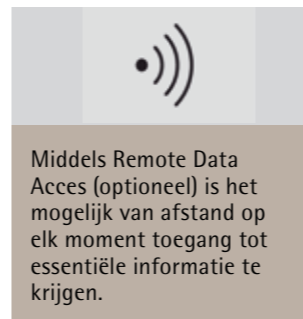 Middels Remote Data
Acces (optioneel) is het
mogelijk van afstand op
elk moment toegang tot
essentiële informatie te
krijgen.